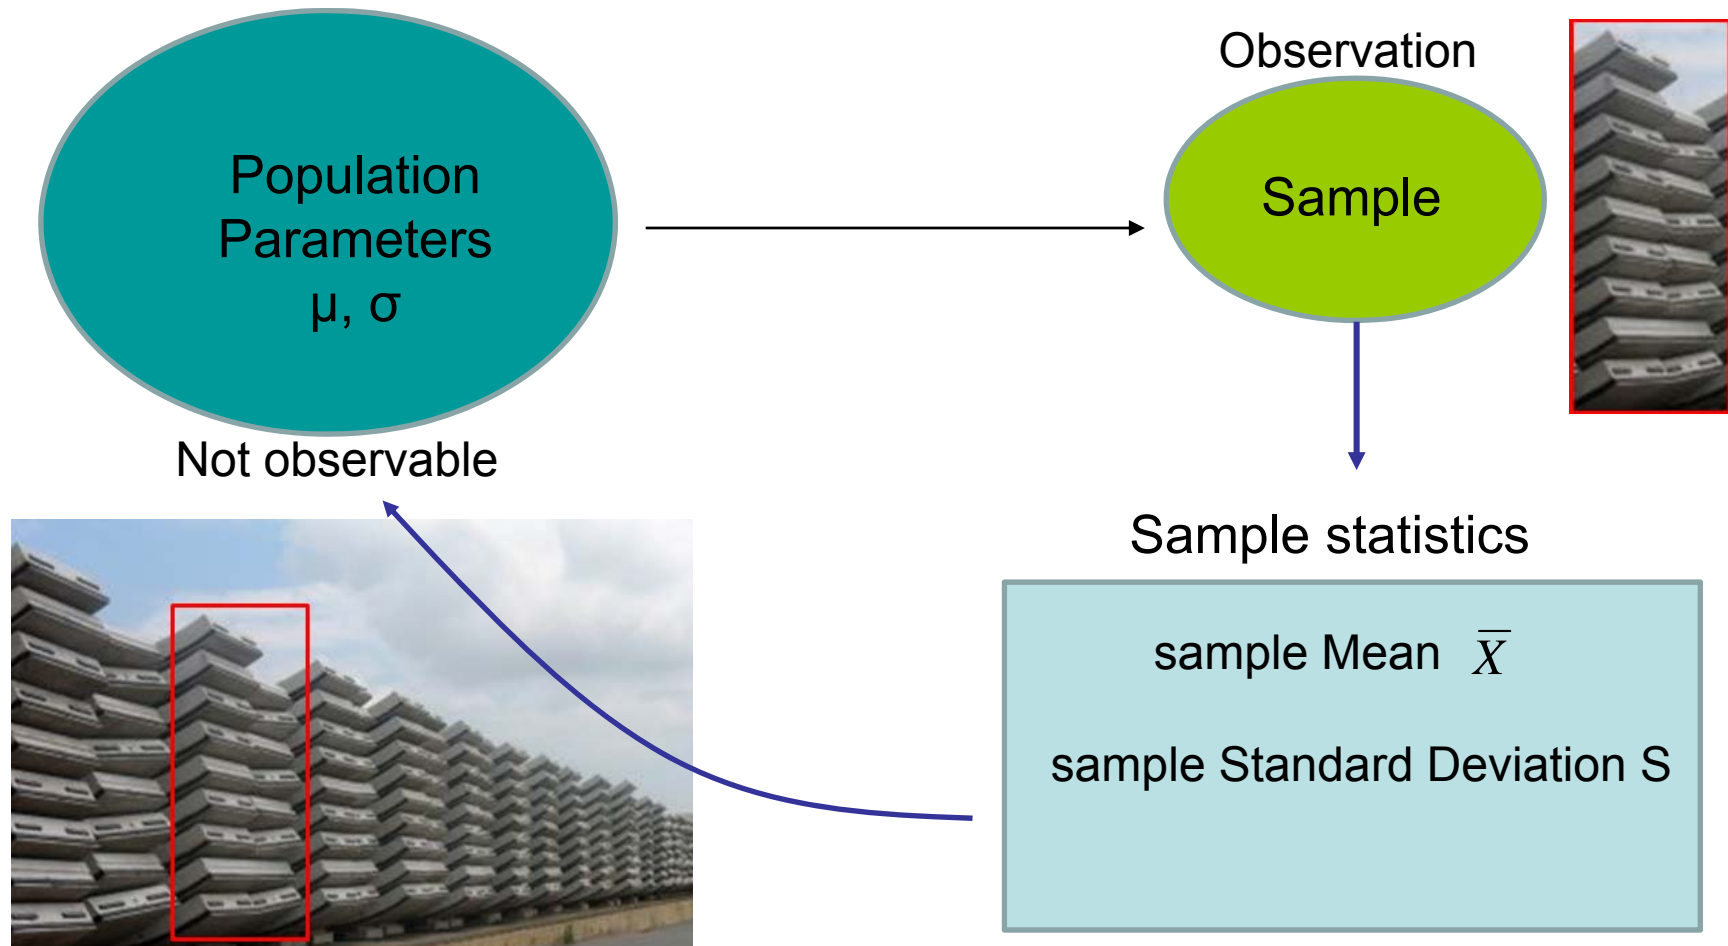 Population
Parameters
μ, σ
Not observable
Observation
Sample
Sample statistics
sample Mean X̅
sample Standard Deviation S